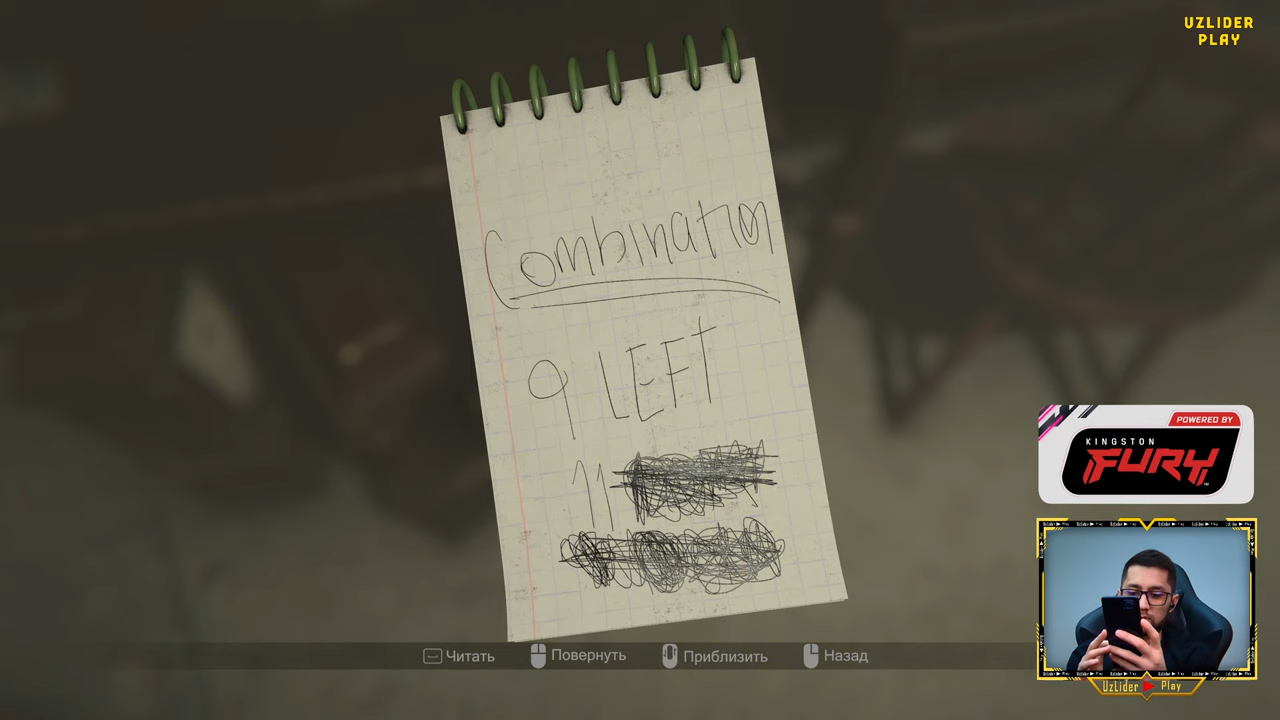 UZLIDER
PLAY
Combination
9 LEFT
11
POWERED BY
KINGSTON
FURY
Читать
Повернуть
Приблизить
Назад
UzLider Play